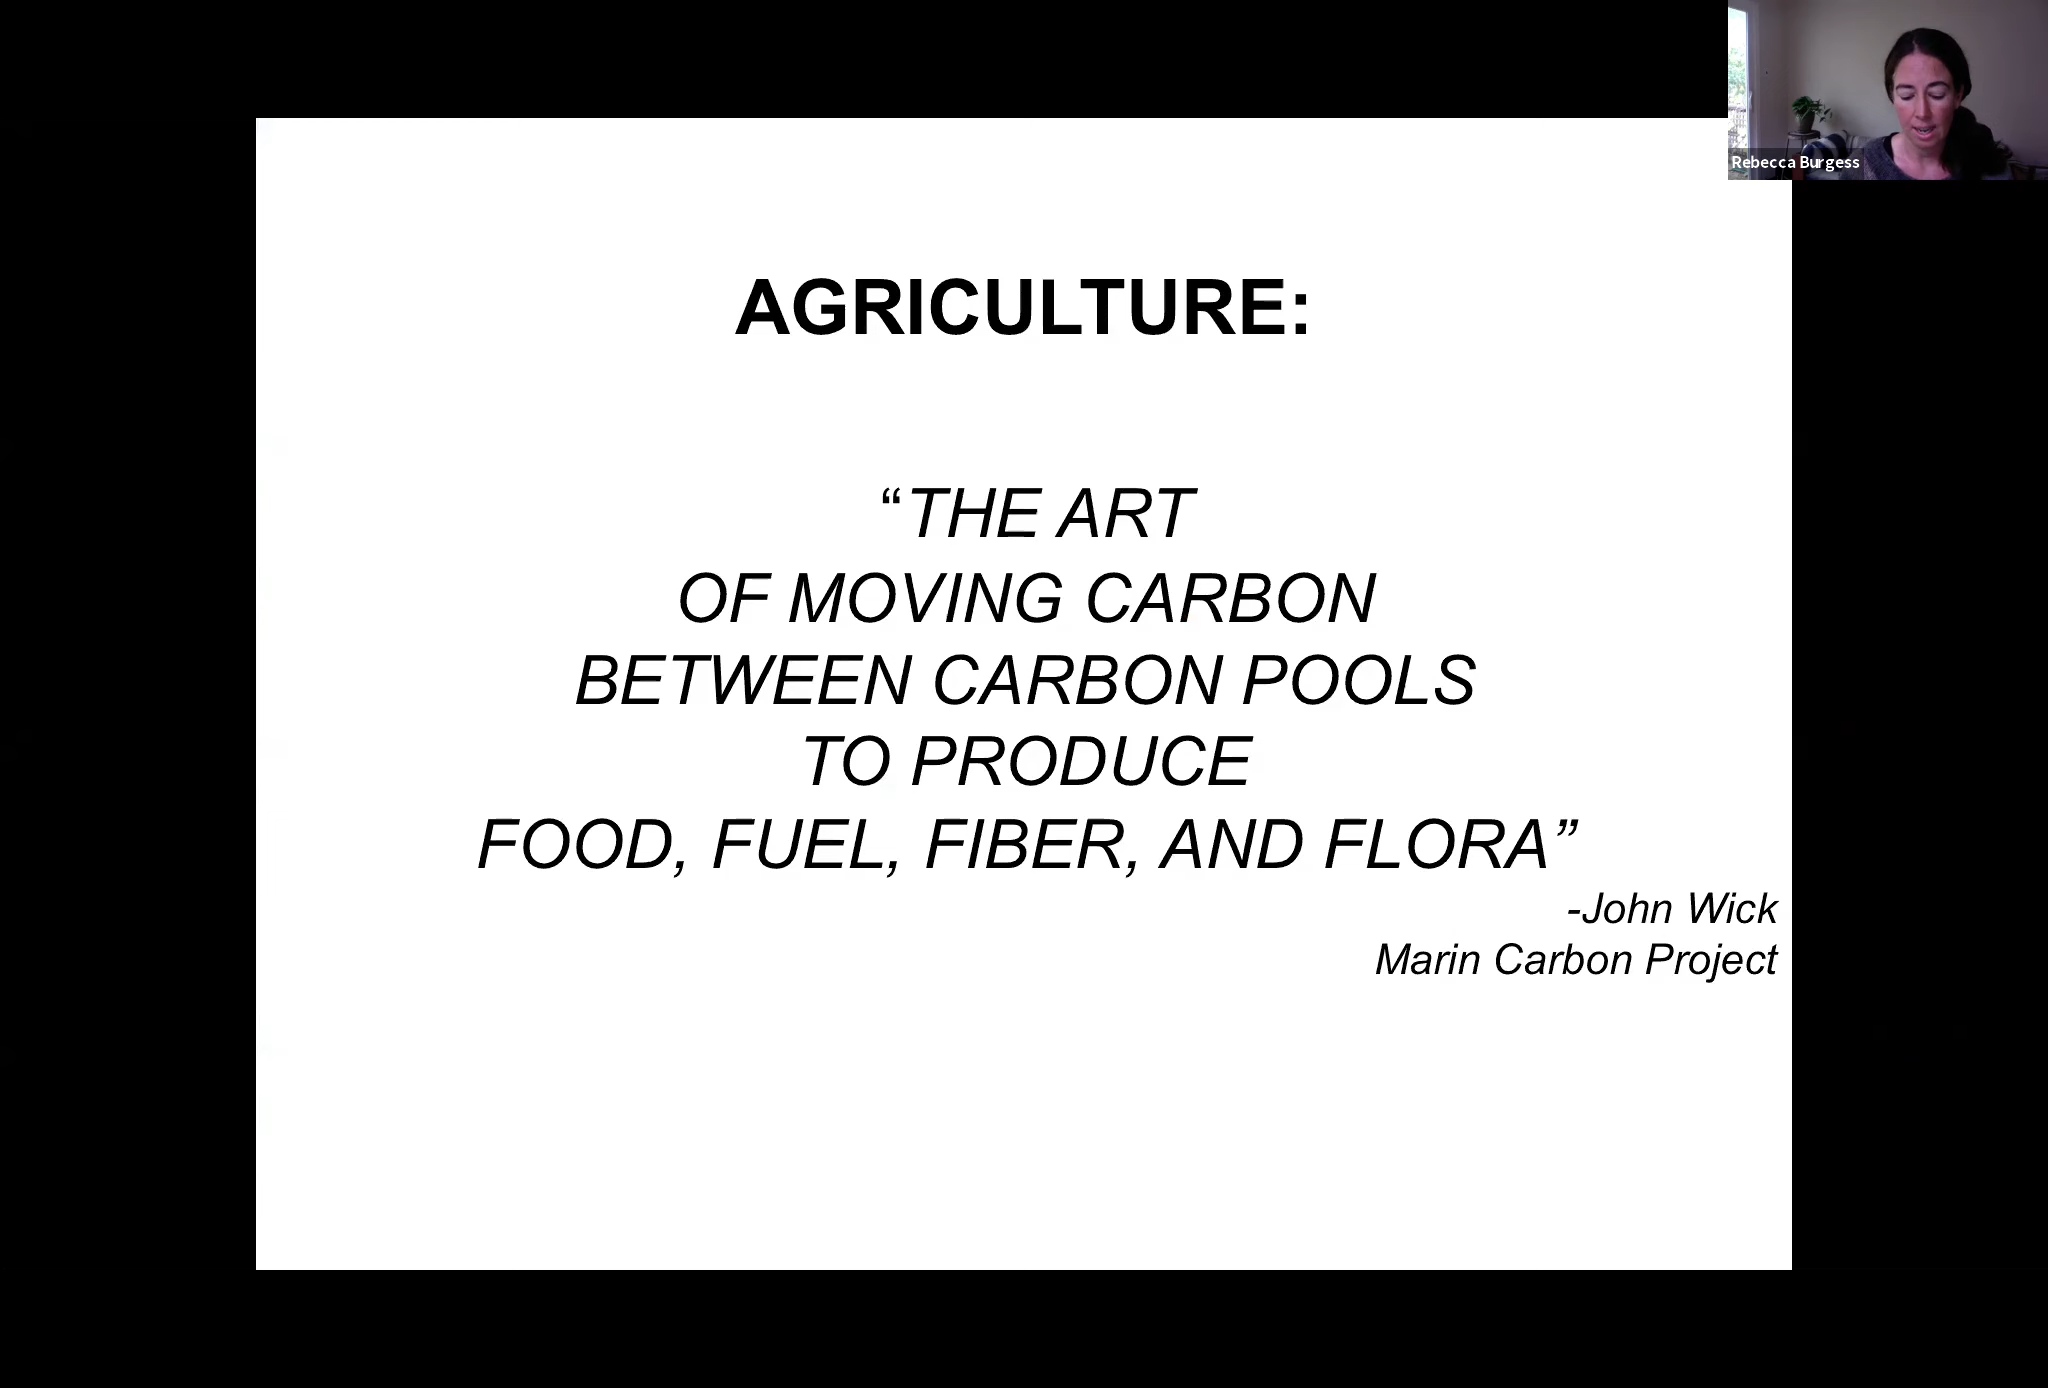 Rebecca Burgess
AGRICULTURE:
“THE ART
OF MOVING CARBON
BETWEEN CARBON POOLS
TO PRODUCE
FOOD, FUEL, FIBER, AND FLORA”
-John Wick
Marin Carbon Project